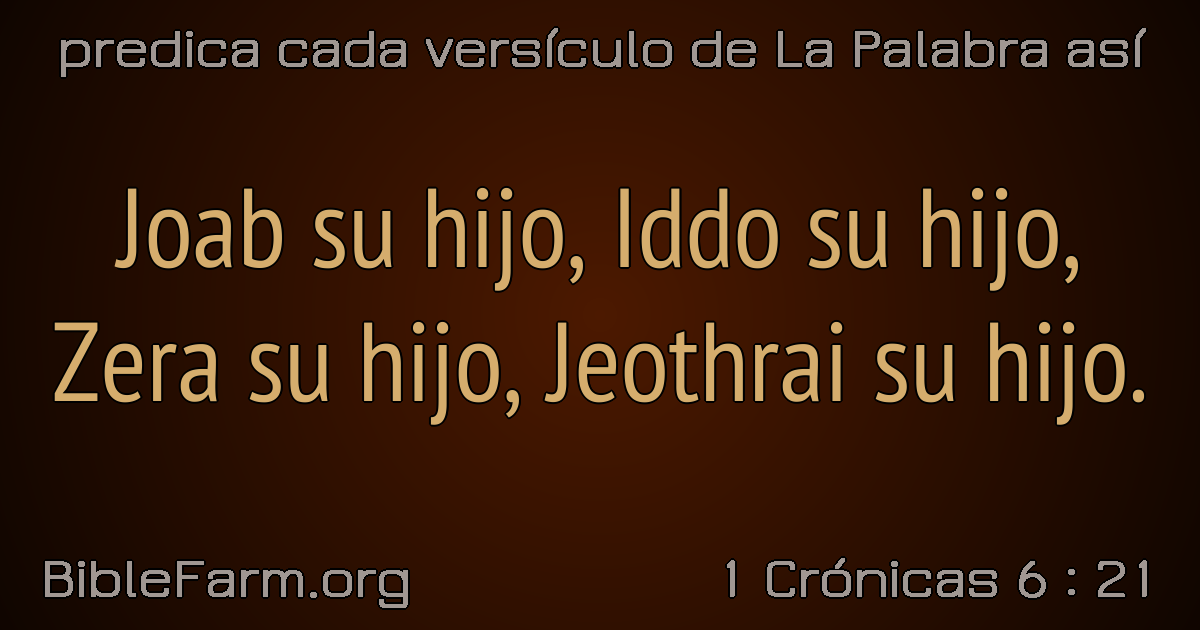 predica cada versículo de La Palabra así
Joab su hijo, Iddo su hijo,
Zera su hijo, Jeothrai su hijo.
BibleFarm.org
1 Crónicas 6 : 21